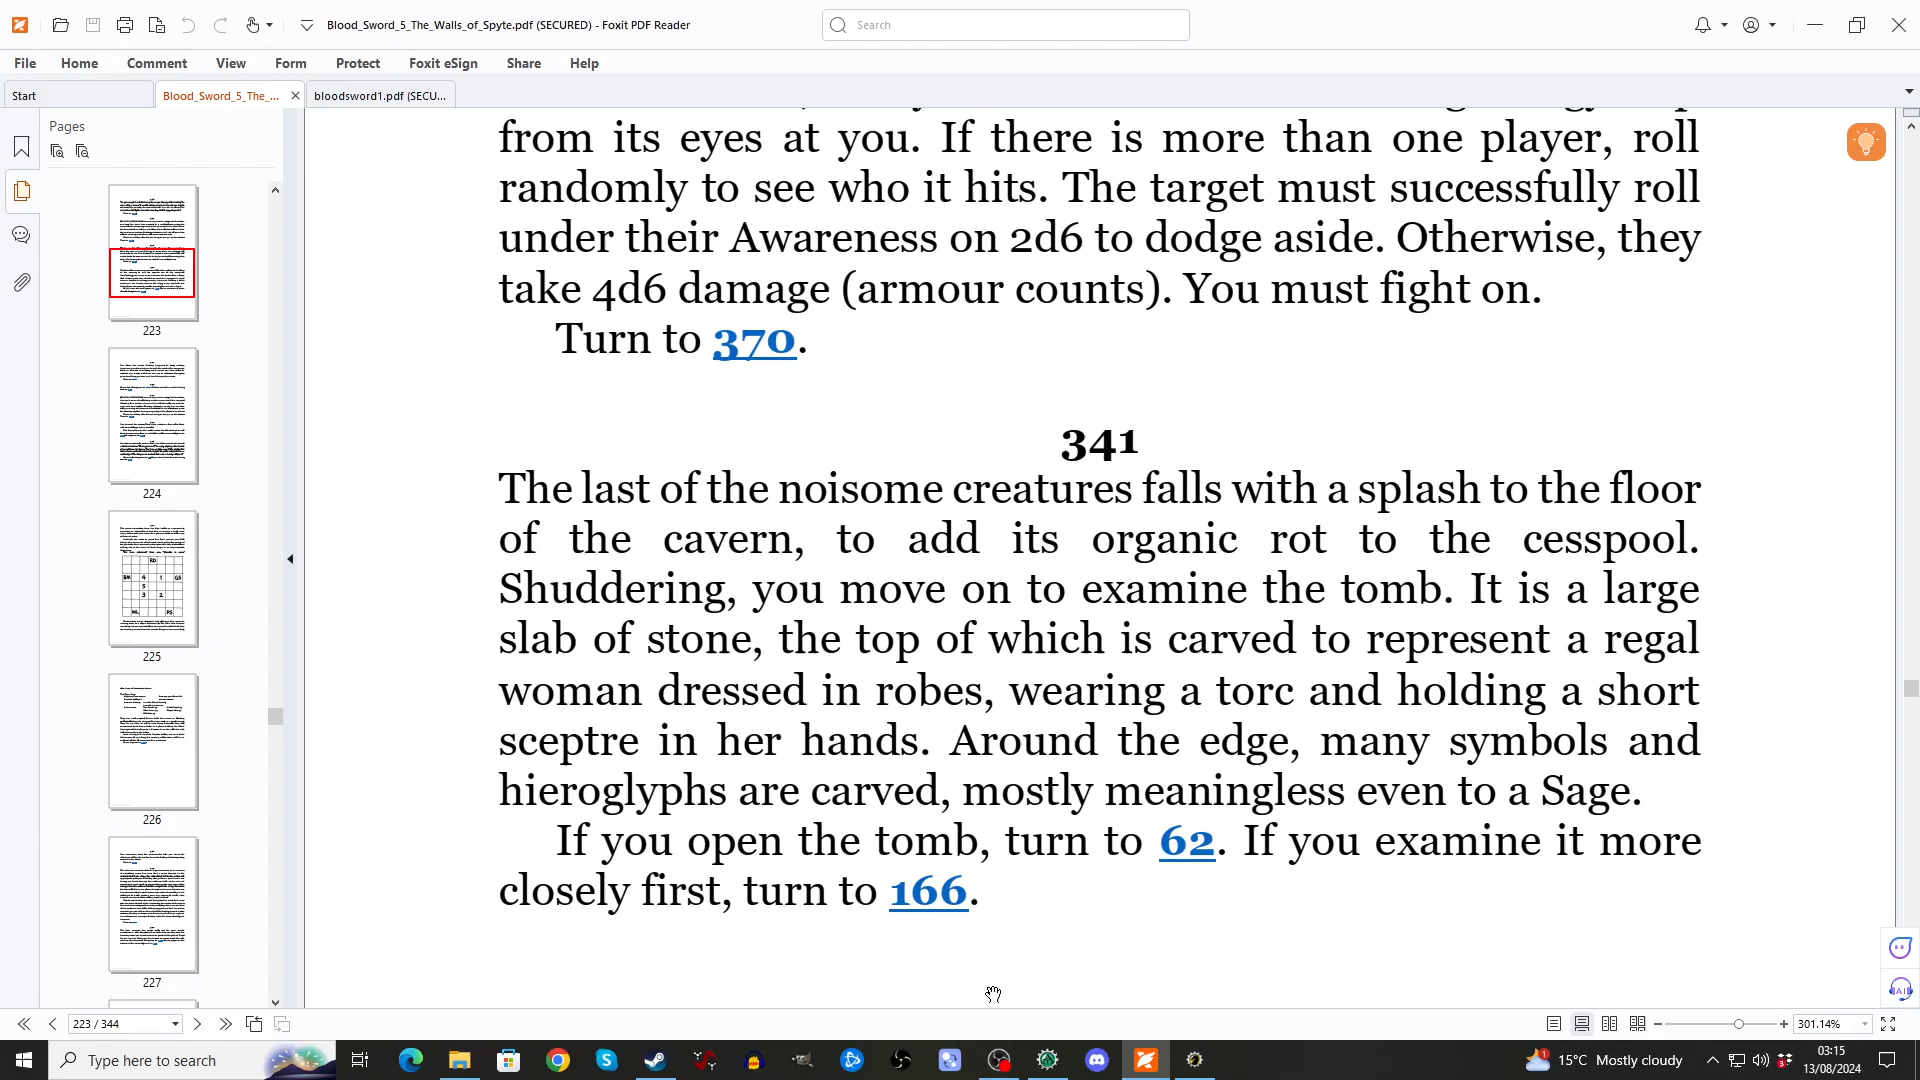 Blood_Sword_5_The_Walls_of_Spyte.pdf (SECURED) - Foxit PDF Reader
Search
File Home Comment View Form Protect Foxit eSign Share Help
Start
Blood_Sword_5_The_...
bloodsword1.pdf (SECU...
Pages
223
224
225
226
227
from its eyes at you. If there is more than one player, roll
randomly to see who it hits. The target must successfully roll
under their Awareness on 2d6 to dodge aside. Otherwise, they
take 4d6 damage (armour counts). You must fight on.
Turn to 370.
341
The last of the noisome creatures falls with a splash to the floor
of the cavern, to add its organic rot to the cesspool.
Shuddering, you move on to examine the tomb. It is a large
slab of stone, the top of which is carved to represent a regal
woman dressed in robes, wearing a torc and holding a short
sceptre in her hands. Around the edge, many symbols and
hieroglyphs are carved, mostly meaningless even to a Sage.
If you open the tomb, turn to 62. If you examine it more
closely first, turn to 166.
223 / 344
301.14%
Type here to search
15°C Mostly cloudy
03:15
13/08/2024